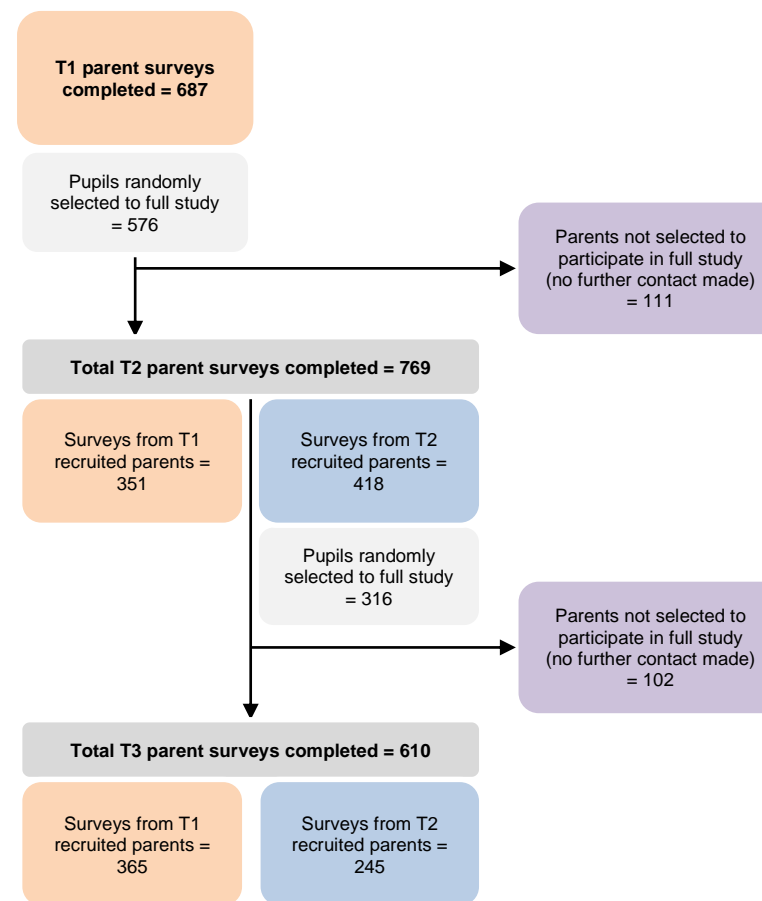 T1 parent surveys
completed = 687
Pupils randomly
selected to full study
= 576
Parents not selected to
participate in full study
(no further contact made)
= 111
Total T2 parent surveys completed = 769
Surveys from T1
recruited parents =
351
Surveys from T2
recruited parents =
418
Pupils randomly
selected to full study
= 316
Parents not selected to
participate in full study
(no further contact made)
= 102
Total T3 parent surveys completed = 610
Surveys from T1
recruited parents =
365
Surveys from T2
recruited parents =
245